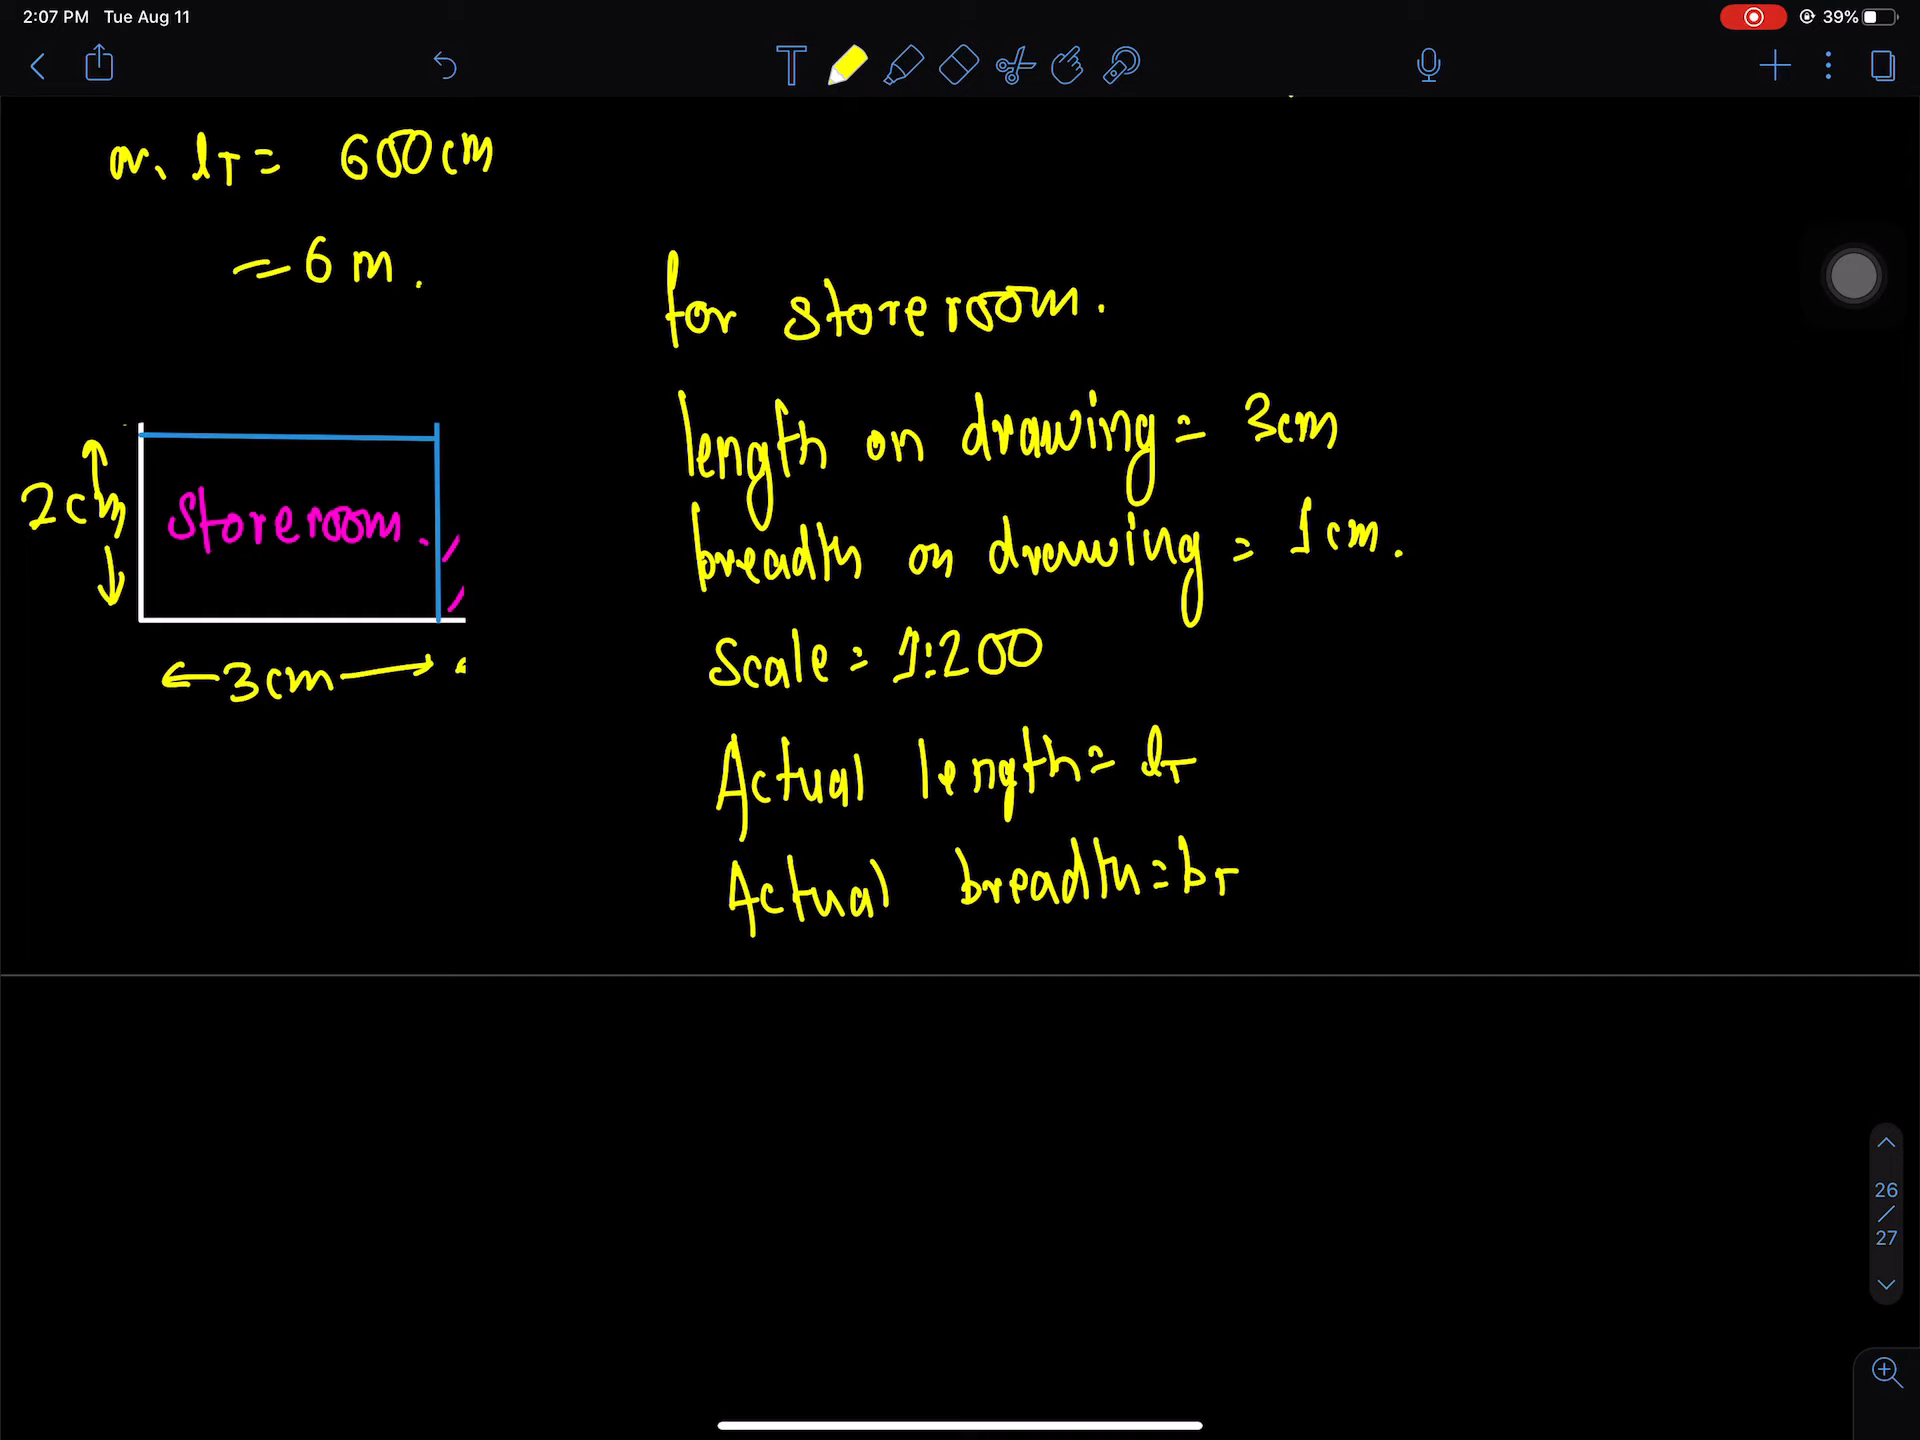 2:07 PM Tue Aug 11
39%
or, lT = 600cm
= 6 m.
for storeroom.
length on drawing = 3cm
breadth on drawing = 1cm.
Scale = 1:200
Actual length = lT
Actual breadth = bT
2cm
Storeroom.
3cm
26
/
27